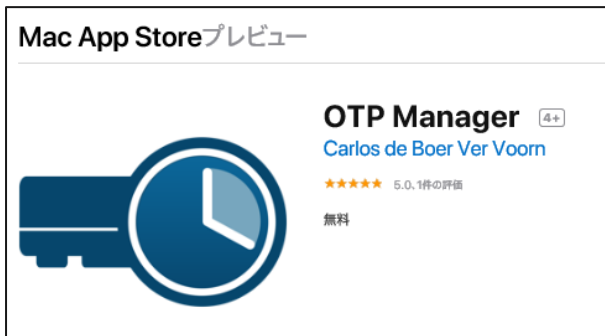 Mac App Storeプレビュー
OTP Manager 4+
Carlos de Boer Ver Voorn
★★★★★ 5.0、1件の評価
無料